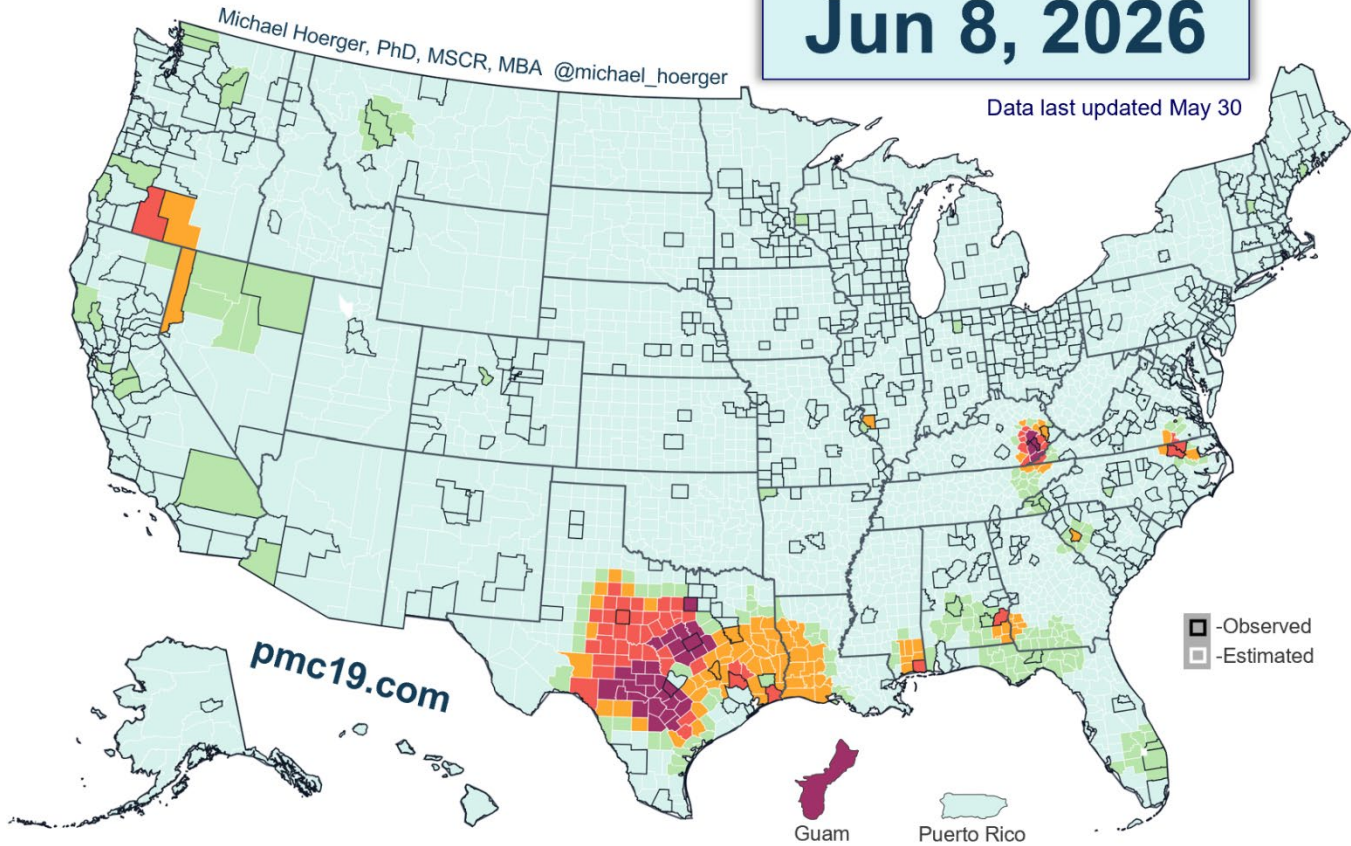 Jun 8, 2026
Michael Hoerger, PhD, MSCR, MBA @michael_hoerger
Data last updated May 30
-Observed
-Estimated
pmc19.com
Guam
Puerto Rico